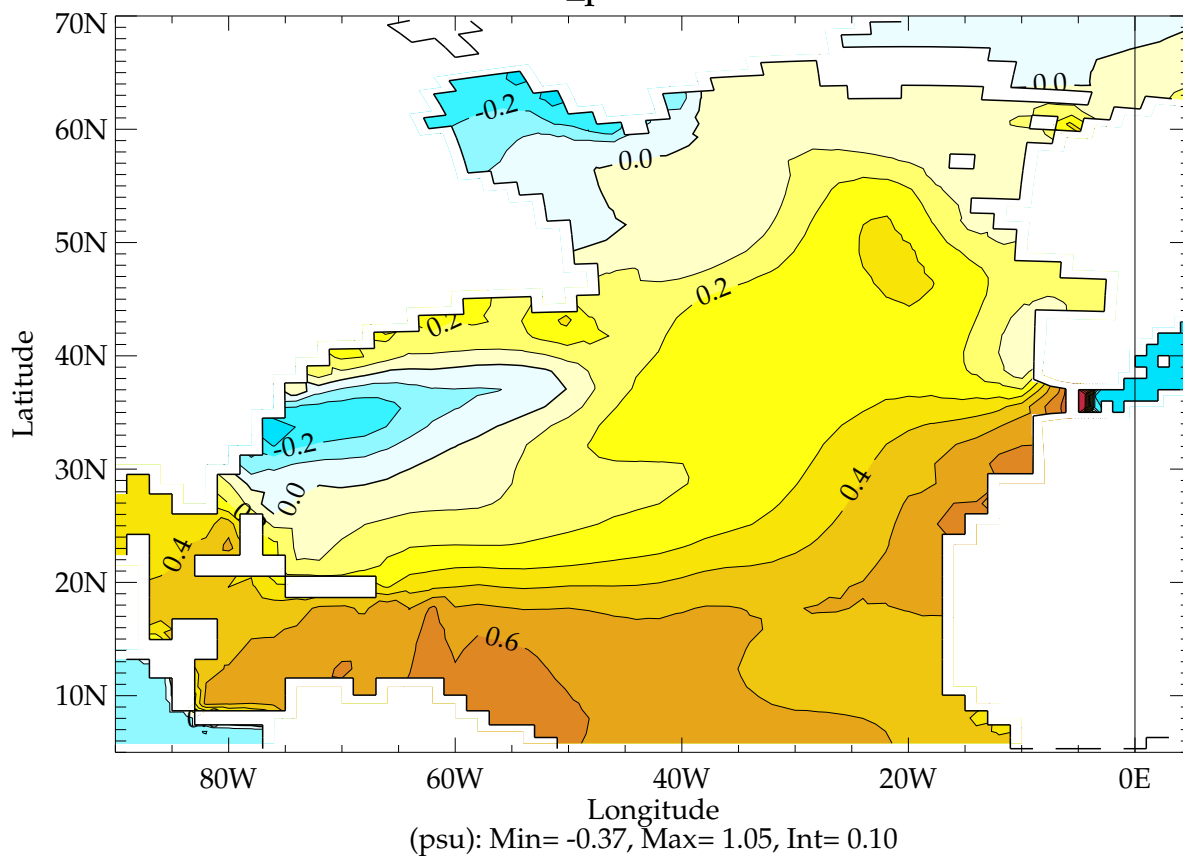 70N
60N
50N
40N
30N
20N
10N
Latitude
0.0
-0.2
0.0
0.2
0.2
-0.2
0.0
0.4
0.4
0.6
80W
60W
40W
20W
0E
Longitude
(psu): Min= -0.37, Max= 1.05, Int= 0.10